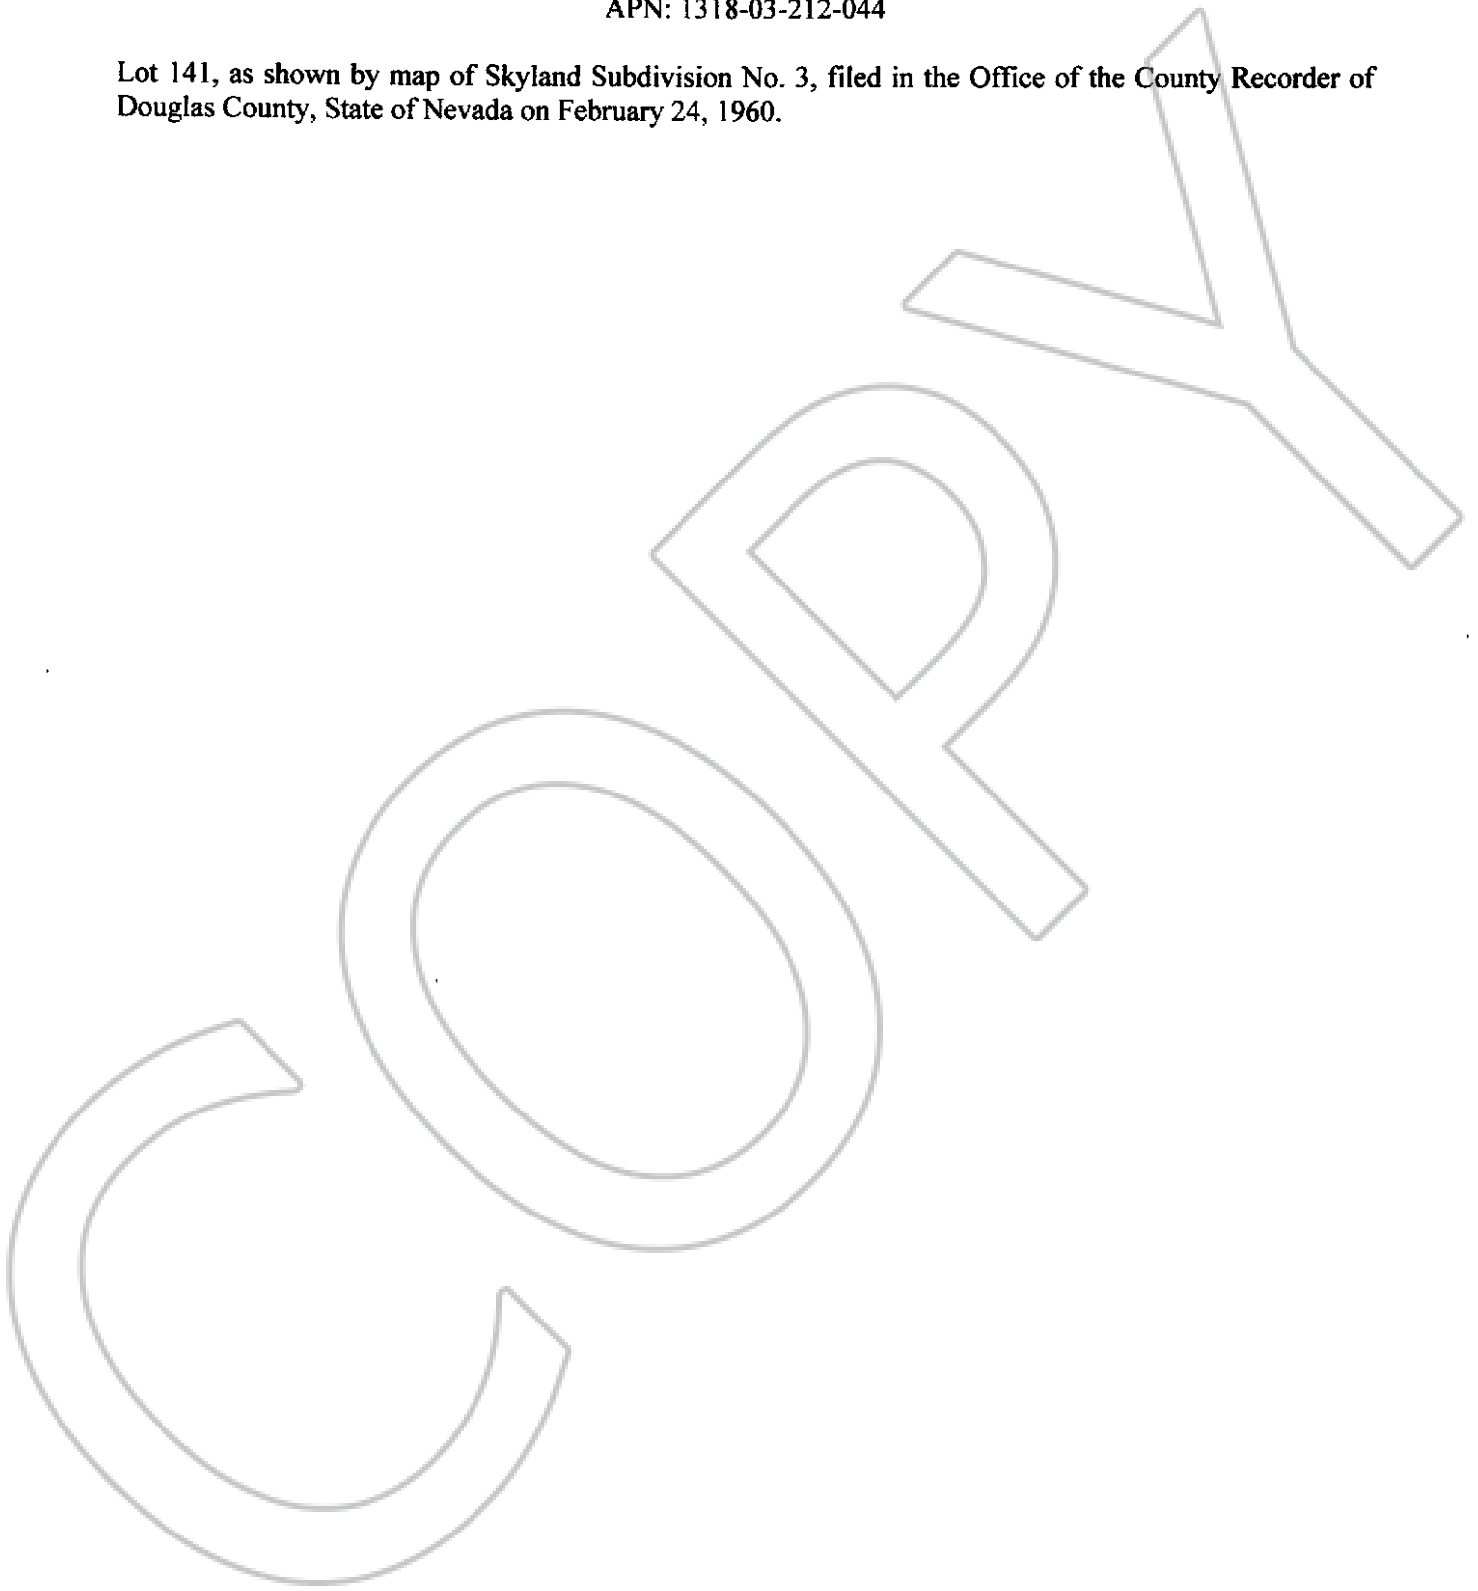 APN: 1318-03-212-044
Lot 141, as shown by map of Skyland Subdivision No. 3, filed in the Office of the County Recorder of
Douglas County, State of Nevada on February 24, 1960.
COPY